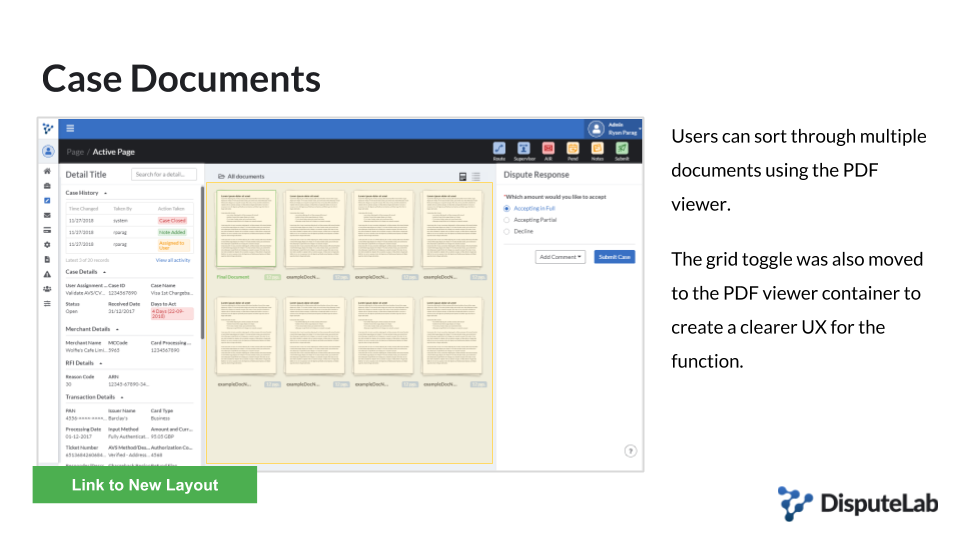 Case Documents
Users can sort through multiple
documents using the PDF
viewer.
The grid toggle was also moved
to the PDF viewer container to
create a clearer UX for the
function.
Admin
Ryan Parag
Page / Active Page
Route Supervisor AIR Pend Notes Submit
Detail Title
Search for a detail...
Case History
Time Changed Taken By Action Taken
11/27/2018 system Case Closed
11/27/2018 rparag Note Added
11/27/2018 rparag Assigned to
User
Latest 3 of 20 records View all activity
Case Details
User Assignment... Case ID Case Name
Validate AVS/CV... 1234567890 Visa 1st Chargeba...
Status Received Date Days to Act
Open 31/12/2017 4 Days (22-09-
2018)
Merchant Details
Merchant Name MCCode Card Processing...
Wolfe's Cafe Limi... 5965 1234567890
RFI Details
Reason Code ARN
30 12345-67890-34...
Transaction Details
PAN Issuer Name Card Type
Barclay's Business
Processing Date Input Method Amount and Curr...
01-12-2017 Fully Authenticat... 95.05 GBP
Ticket Number AVS Method/Dau... Authorization Co...
Verified - Address... 4568
All documents
Final Document exampleDocN... exampleDocN... exampleDocN...
exampleDocN... exampleDocN... exampleDocN... exampleDocN...
Dispute Response
*Which amount would you like to accept
Accepting in Full
Accepting Partial
Decline
Add Comment Submit Case
?
Link to New Layout
DisputeLab